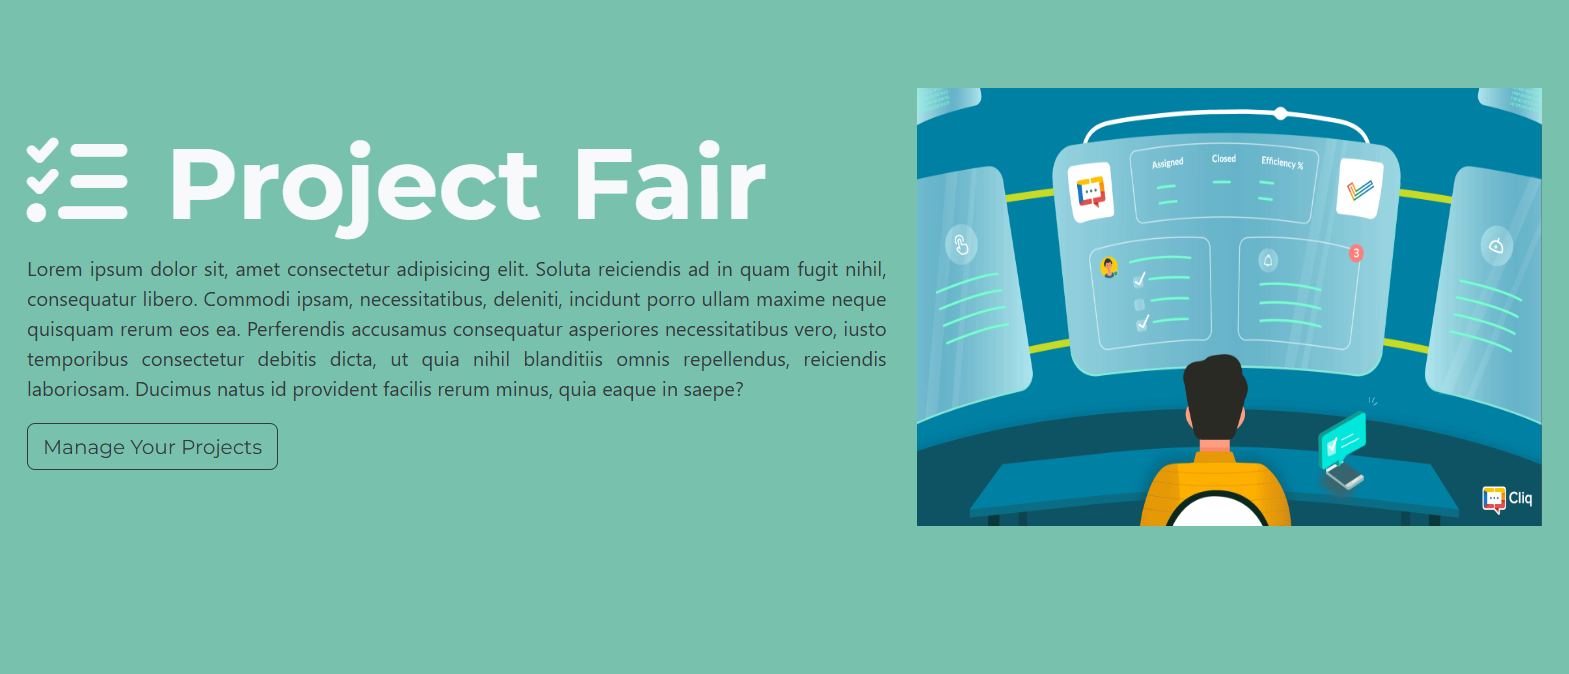 Project Fair
Lorem ipsum dolor sit, amet consectetur adipisicing elit. Soluta reiciendis ad in quam fugit nihil,
consequatur libero. Commodi ipsam, necessitatibus, deleniti, incidunt porro ullam maxime neque
quisquam rerum eos ea. Perferendis accusamus consequatur asperiores necessitatibus vero, iusto
temporibus consectetur debitis dicta, ut quia nihil blanditiis omnis repellendus, reiciendis
laboriosam. Ducimus natus id provident facilis rerum minus, quia eaque in saepe?
Manage Your Projects
Assigned Closed Efficiency %
3
Cliq